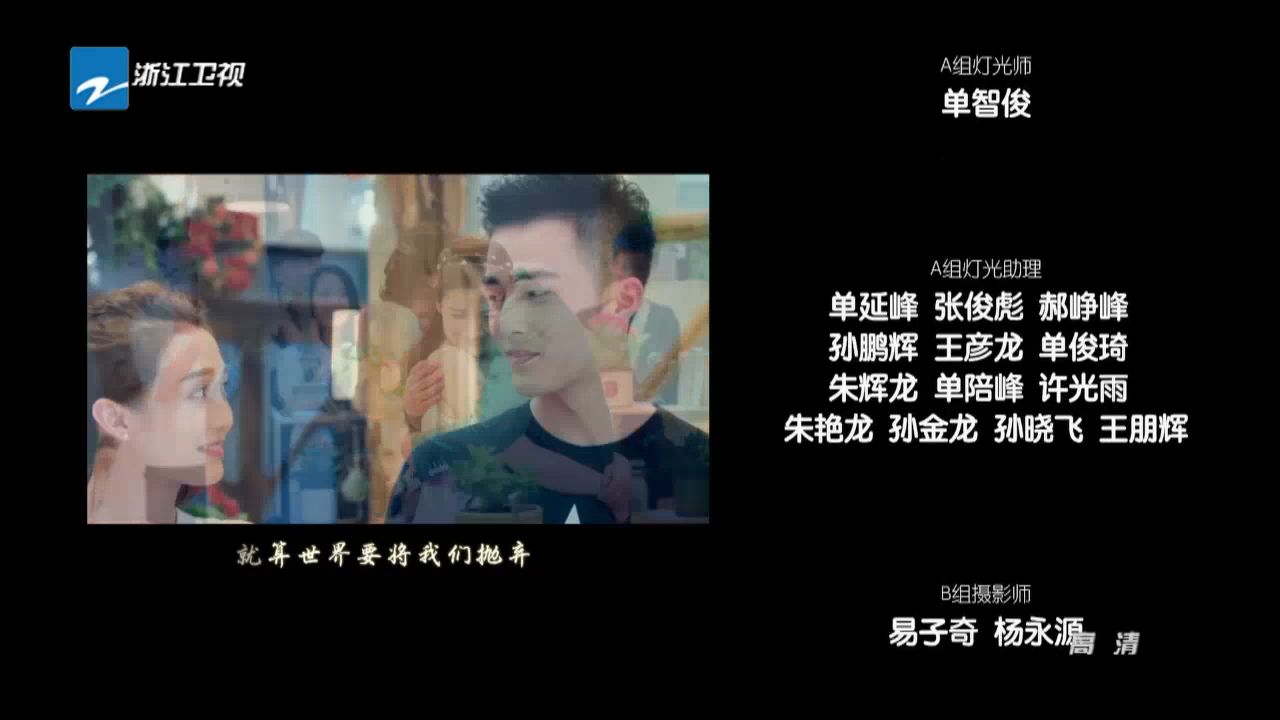 浙江卫视
A组灯光师
单智俊
A组灯光助理
单延峰 张俊彪 郝峥峰
孙鹏辉 王彦龙 单俊琦
朱辉龙 单陪峰 许光雨
朱艳龙 孙金龙 孙晓飞 王朋辉
就算世界要将我们抛弃
B组摄影师
易子奇 杨永源
高清